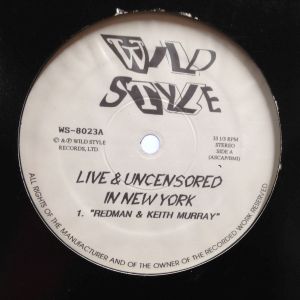 WILD
STYLE
WS-8023A
© & ℗ WILD STYLE
RECORDS, LTD.
33 1/3 RPM
STEREO
SIDE A
(ASCAP/BMI)
LIVE & UNCENSORED
IN NEW YORK
1. "REDMAN & KEITH MURRAY"
ALL RIGHTS OF THE MANUFACTURER AND OF THE OWNER OF THE RECORDED WORK RESERVED